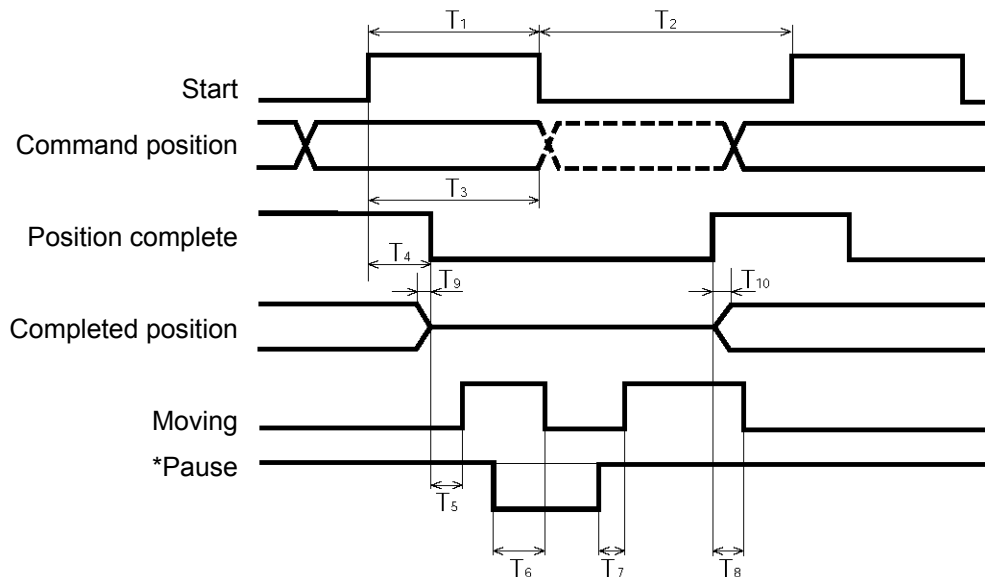 T1
T2
Start
Command position
T3
Position complete
T4
T9
T10
Completed position
Moving
*Pause
T5
T6
T7
T8